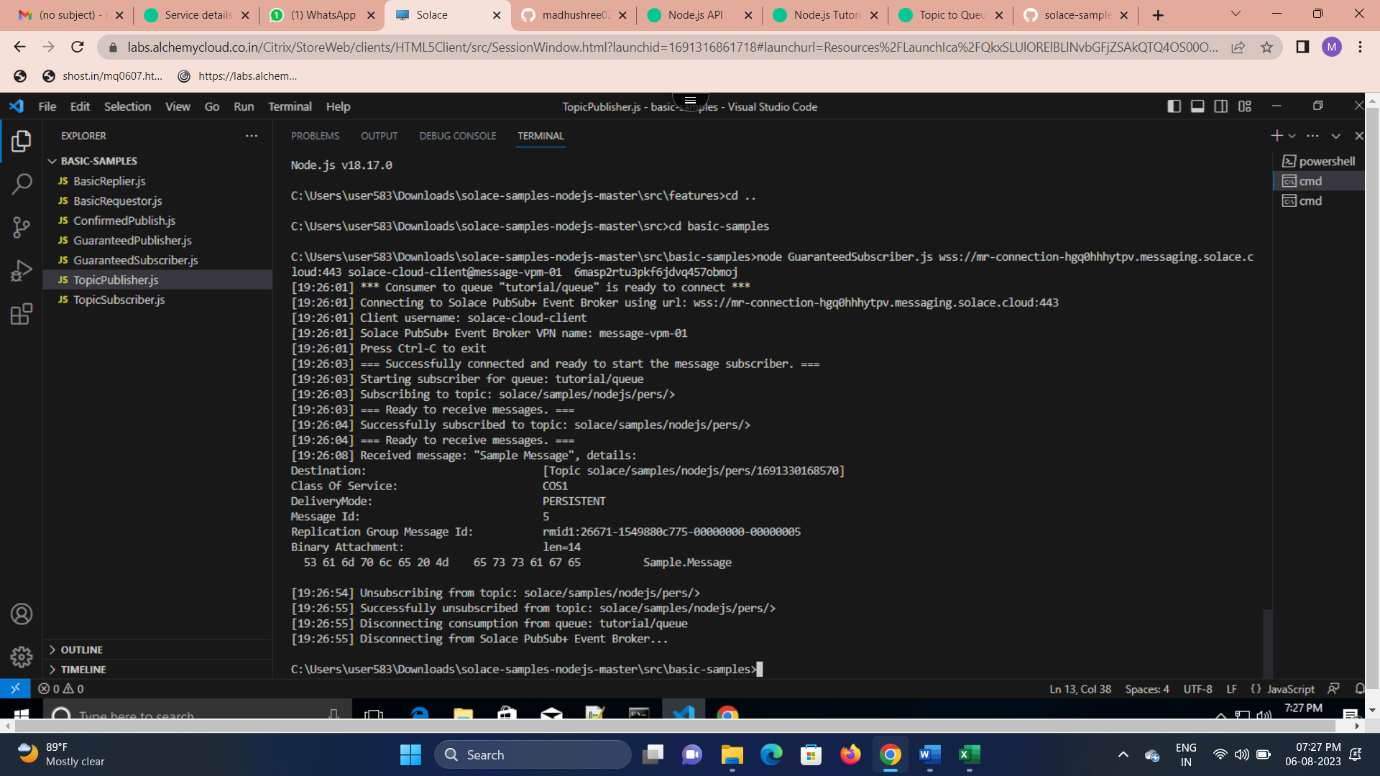 (no subject) -
Service details
(1) WhatsApp
Solace
madhushree02
Node.js API
Node.js Tutori
Topic to Queu
solace-sample
labs.alchemycloud.co.in/Citrix/StoreWeb/clients/HTML5Client/src/SessionWindow.html?launchid=1691316861718#launchurl=Resources%2FLaunchIca%2F
M
shost.in/mq0607.ht...
https://labs.alchem...
File Edit Selection View Go Run Terminal Help
TopicPublisher.js - basic-samples - Visual Studio Code
EXPLORER
PROBLEMS OUTPUT DEBUG CONSOLE TERMINAL
BASIC-SAMPLES
JS BasicReplier.js
JS BasicRequestor.js
JS ConfirmedPublish.js
JS GuaranteedPublisher.js
JS GuaranteedSubscriber.js
JS TopicPublisher.js
JS TopicSubscriber.js
OUTLINE
TIMELINE
Node.js v18.17.0
C:\Users\user583\Downloads\solace-samples-nodejs-master\src\features>cd ..
C:\Users\user583\Downloads\solace-samples-nodejs-master\src>cd basic-samples
C:\Users\user583\Downloads\solace-samples-nodejs-master\src\basic-samples>node GuaranteedSubscriber.js wss://mr-connection-hgq0hhhytpv.messaging.solace.c
loud:443 solace-cloud-client@message-vpm-01 6masp2rtu3pkf6jdvq457obmoj
[19:26:01] *** Consumer to queue "tutorial/queue" is ready to connect ***
[19:26:01] Connecting to Solace PubSub+ Event Broker using url: wss://mr-connection-hgq0hhhytpv.messaging.solace.cloud:443
[19:26:01] Client username: solace-cloud-client
[19:26:01] Solace PubSub+ Event Broker VPN name: message-vpm-01
[19:26:01] Press Ctrl-C to exit
[19:26:03] === Successfully connected and ready to start the message subscriber. ===
[19:26:03] Starting subscriber for queue: tutorial/queue
[19:26:03] Subscribing to topic: solace/samples/nodejs/pers/>
[19:26:03] === Ready to receive messages. ===
[19:26:04] Successfully subscribed to topic: solace/samples/nodejs/pers/>
[19:26:04] === Ready to receive messages. ===
[19:26:08] Received message: "Sample Message", details:
Destination: [Topic solace/samples/nodejs/pers/1691330168570]
Class Of Service: COS1
DeliveryMode: PERSISTENT
Message Id: 5
Replication Group Message Id: rmid1:26671-1549880c775-00000000-00000005
Binary Attachment: len=14
53 61 6d 70 6c 65 20 4d 65 73 73 61 67 65 Sample.Message
[19:26:54] Unsubscribing from topic: solace/samples/nodejs/pers/>
[19:26:55] Successfully unsubscribed from topic: solace/samples/nodejs/pers/>
[19:26:55] Disconnecting consumption from queue: tutorial/queue
[19:26:55] Disconnecting from Solace PubSub+ Event Broker...
C:\Users\user583\Downloads\solace-samples-nodejs-master\src\basic-samples>
powershell
cmd
cmd
0 0
Ln 13, Col 38 Spaces: 4 UTF-8 LF {} JavaScript
Type here to search
7:27 PM
89°F
Mostly clear
Search
ENG
IN
07:27 PM
06-08-2023